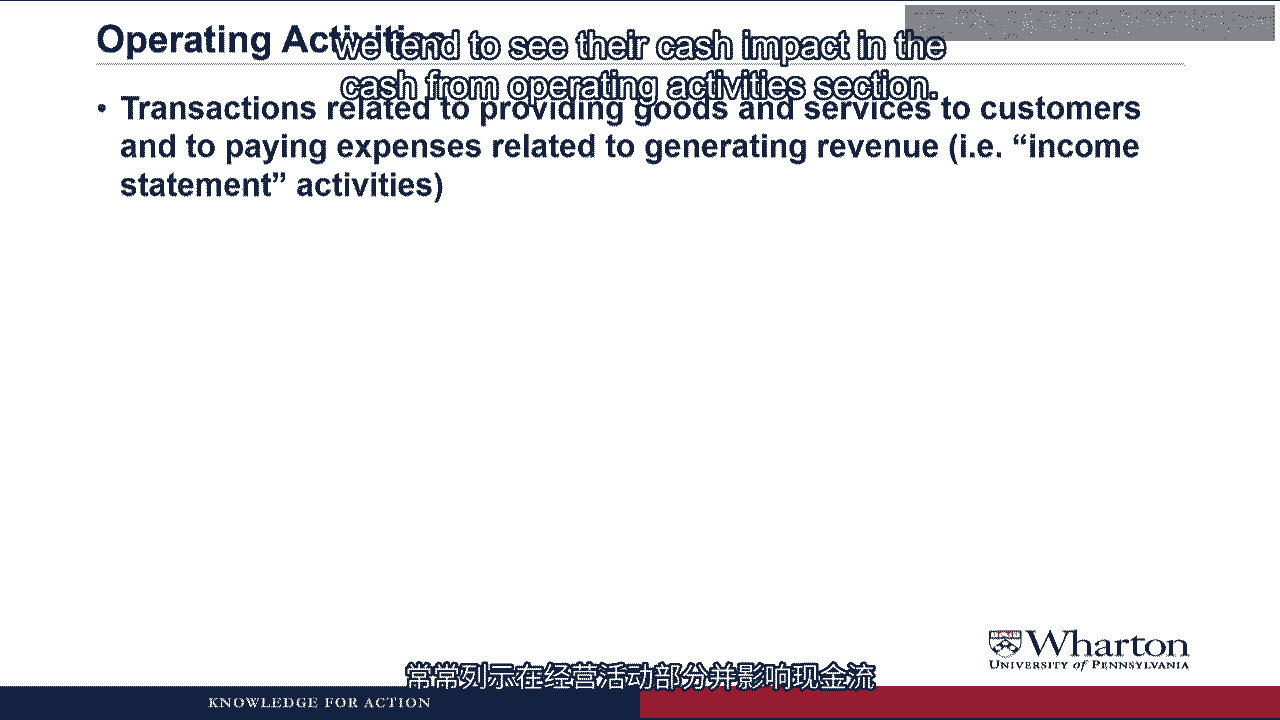 Operating Activities
we tend to see their cash impact in the
cash from operating activities section.
• Transactions related to providing goods and services to customers
and to paying expenses related to generating revenue (i.e. “income
statement” activities)
Wharton
UNIVERSITY of PENNSYLVANIA
常常列示在经营活动部分并影响现金流
KNOWLEDGE FOR ACTION